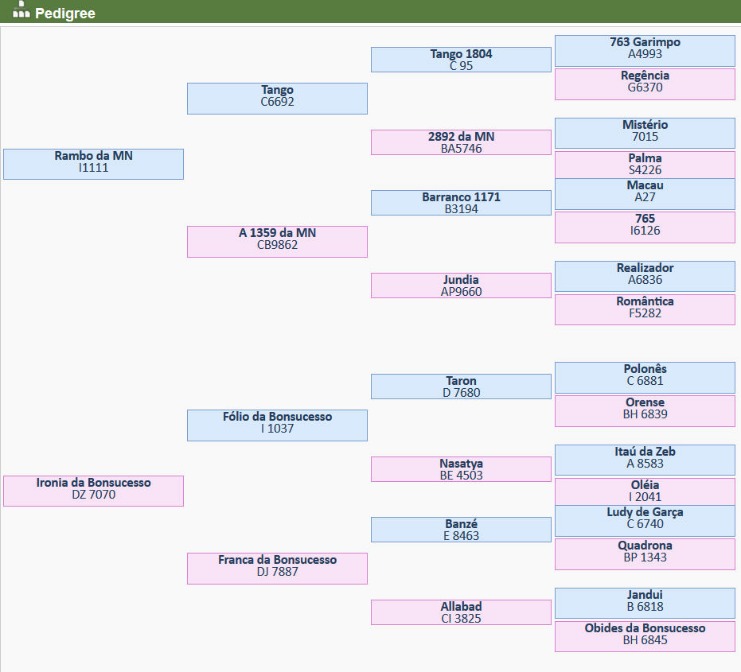 Pedigree
Rambo da MN
I1111
Tango
C6692
Tango 1804
C 95
763 Garimpo
A4993
Regência
G6370
2892 da MN
BA5746
Mistério
7015
Palma
S4226
A 1359 da MN
CB9862
Barranco 1171
B3194
Macau
A27
765
I6126
Jundia
AP9660
Realizador
A6836
Romântica
F5282
Ironia da Bonsucesso
DZ 7070
Fólio da Bonsucesso
I 1037
Taron
D 7680
Polonês
C 6881
Orense
BH 6839
Nasatya
BE 4503
Itaú da Zeb
A 8583
Oléia
I 2041
Franca da Bonsucesso
DJ 7887
Banzé
E 8463
Ludy de Garça
C 6740
Quadrona
BP 1343
Allabad
CI 3825
Jandui
B 6818
Obides da Bonsucesso
BH 6845